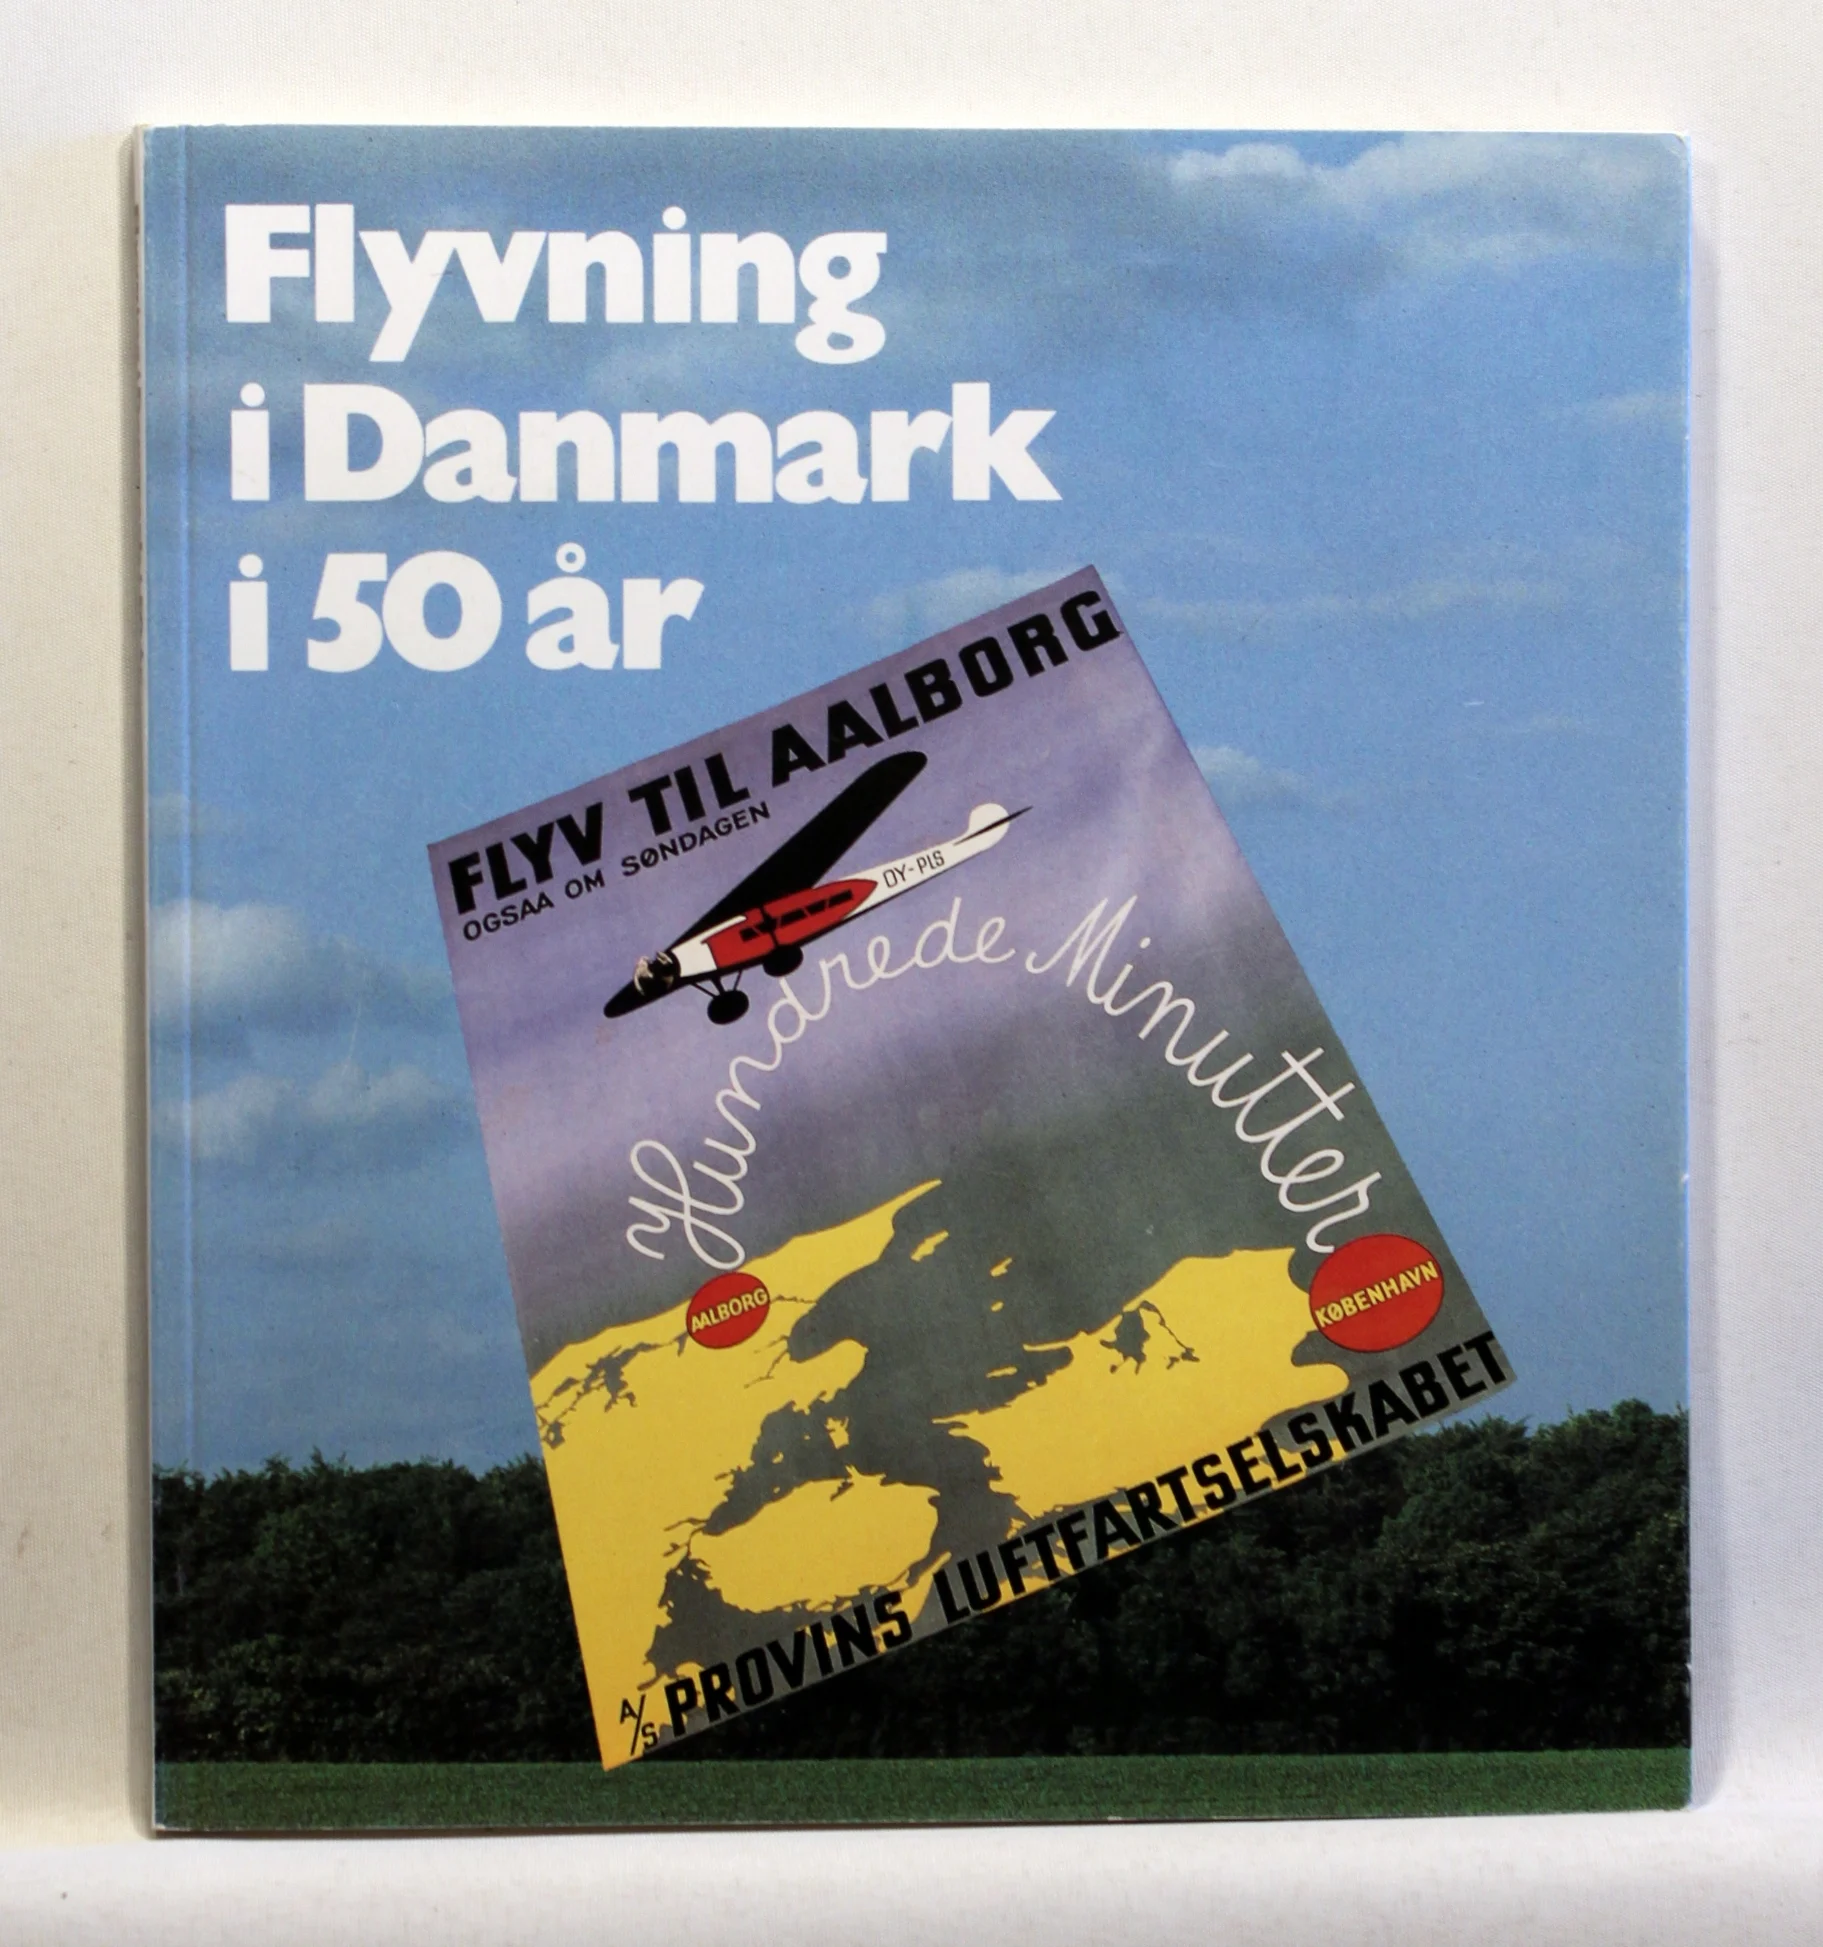 Flyvning
i Danmark
i 50 år
FLYV TIL AALBORG
OGSAA OM SØNDAGEN
OY-PLS
Hundrede Minutter
AALBORG
KØBENHAVN
A/S PROVINS LUFTFARTSELSKABET